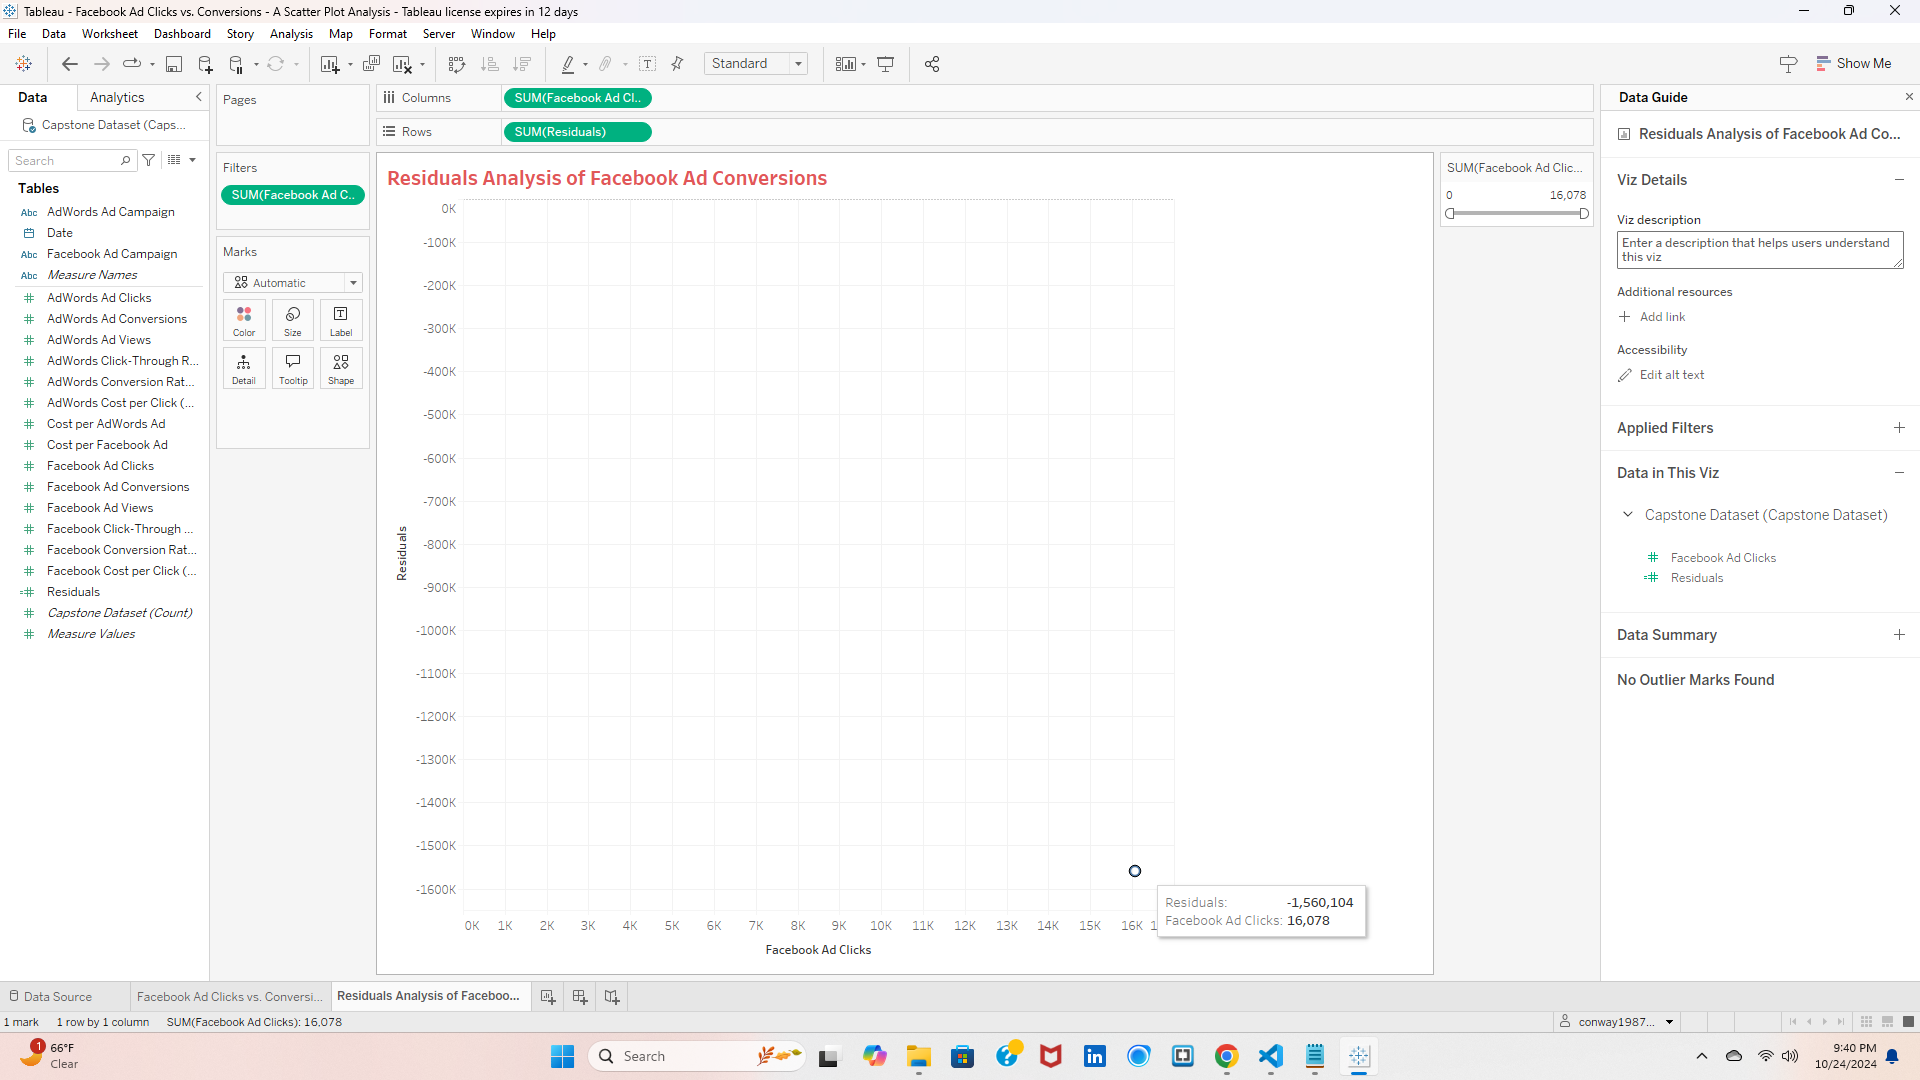 Tableau - Facebook Ad Clicks vs. Conversions - A Scatter Plot Analysis - Tableau license expires in 12 days
File Data Worksheet Dashboard Story Analysis Map Format Server Window Help
Standard
Show Me
Data Analytics
Capstone Dataset (Caps...
Search
Tables
Abc AdWords Ad Campaign
Date
Abc Facebook Ad Campaign
Abc Measure Names
AdWords Ad Clicks
AdWords Ad Conversions
AdWords Ad Views
AdWords Click-Through R...
AdWords Conversion Rat...
AdWords Cost per Click (...
Cost per AdWords Ad
Cost per Facebook Ad
Facebook Ad Clicks
Facebook Ad Conversions
Facebook Ad Views
Facebook Click-Through ...
Facebook Conversion Rat...
Facebook Cost per Click (...
Residuals
Capstone Dataset (Count)
Measure Values
Pages
Filters
SUM(Facebook Ad C..
Marks
Automatic
Color Size Label
Detail Tooltip Shape
Columns SUM(Facebook Ad Cl..
Rows SUM(Residuals)
Residuals Analysis of Facebook Ad Conversions
0K
-100K
-200K
-300K
-400K
-500K
-600K
-700K
-800K
-900K
-1000K
-1100K
-1200K
-1300K
-1400K
-1500K
-1600K
Residuals
0K 1K 2K 3K 4K 5K 6K 7K 8K 9K 10K 11K 12K 13K 14K 15K 16K 1
Facebook Ad Clicks
Residuals: -1,560,104
Facebook Ad Clicks: 16,078
SUM(Facebook Ad Clic...
0 16,078
Data Guide
Residuals Analysis of Facebook Ad Co...
Viz Details
Viz description
Enter a description that helps users understand
this viz
Additional resources
Add link
Accessibility
Edit alt text
Applied Filters
Data in This Viz
Capstone Dataset (Capstone Dataset)
Facebook Ad Clicks
Residuals
Data Summary
No Outlier Marks Found
Data Source Facebook Ad Clicks vs. Conversi... Residuals Analysis of Faceboo...
1 mark 1 row by 1 column SUM(Facebook Ad Clicks): 16,078
conway1987...
1
66°F
Clear
Search
9:40 PM
10/24/2024